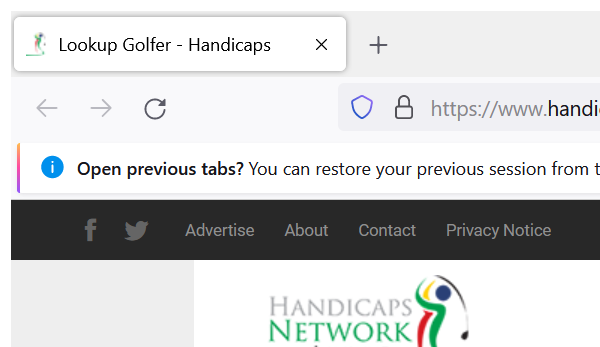 Lookup Golfer - Handicaps
https://www.handic
Open previous tabs? You can restore your previous session from t
Advertise About Contact Privacy Notice
HANDICAPS
NETWORK